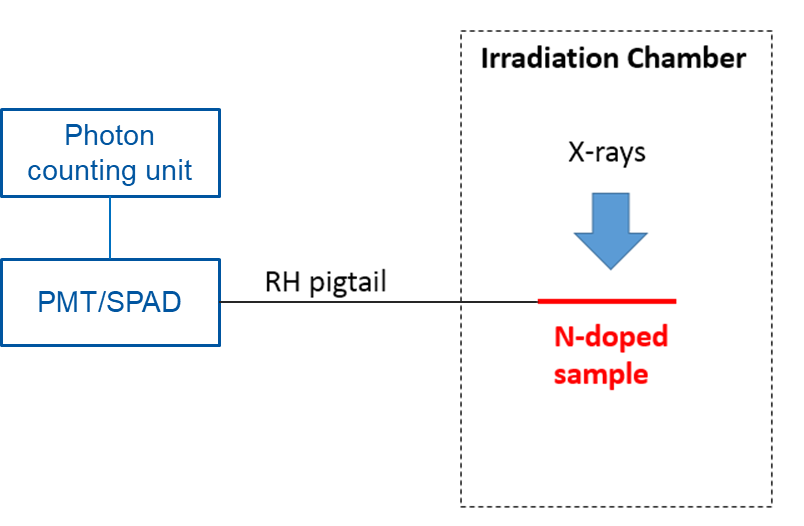 Irradiation Chamber
X-rays
Photon
counting unit
PMT/SPAD
RH pigtail
N-doped
sample